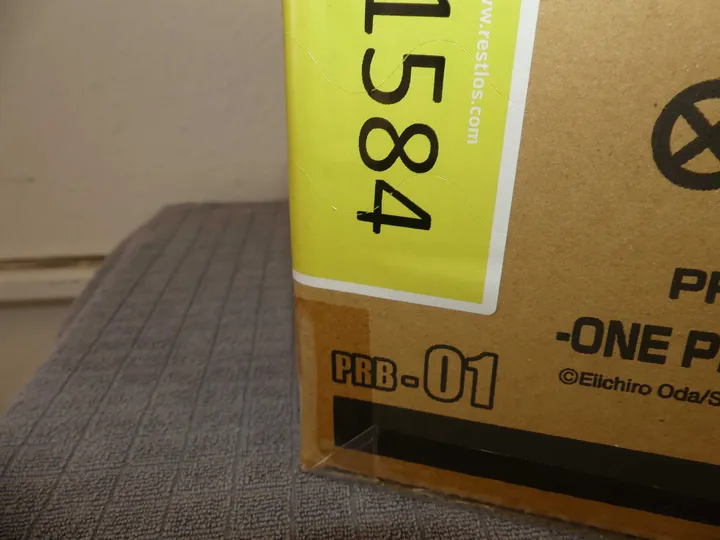 1584
www.restlos.com
PRB-01
-ONE
©Eiichiro Oda/S